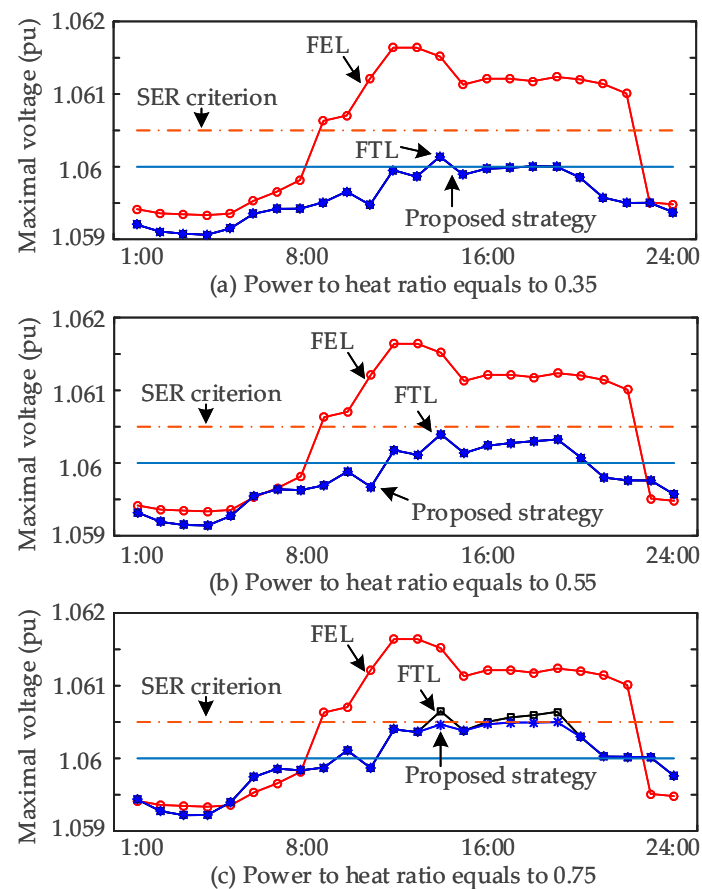 1.062
FEL
1.061
SER criterion
FTL
1.06
Proposed strategy
1.059
Maximal voltage (pu)
1:00 8:00 16:00 24:00
(a) Power to heat ratio equals to 0.35
1.062
FEL
1.061
SER criterion
FTL
1.06
Proposed strategy
1.059
Maximal voltage (pu)
1:00 8:00 16:00 24:00
(b) Power to heat ratio equals to 0.55
1.062
FEL
1.061
SER criterion
FTL
1.06
Proposed strategy
1.059
Maximal voltage (pu)
1:00 8:00 16:00 24:00
(c) Power to heat ratio equals to 0.75